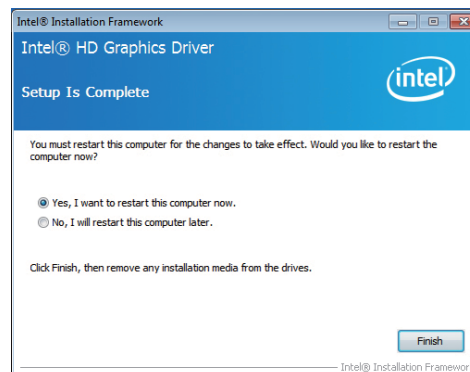 Intel® Installation Framework
Intel® HD Graphics Driver
Setup Is Complete
intel
You must restart this computer for the changes to take effect. Would you like to restart the
computer now?
Yes, I want to restart this computer now.
No, I will restart this computer later.
Click Finish, then remove any installation media from the drives.
Finish
Intel® Installation Framewor